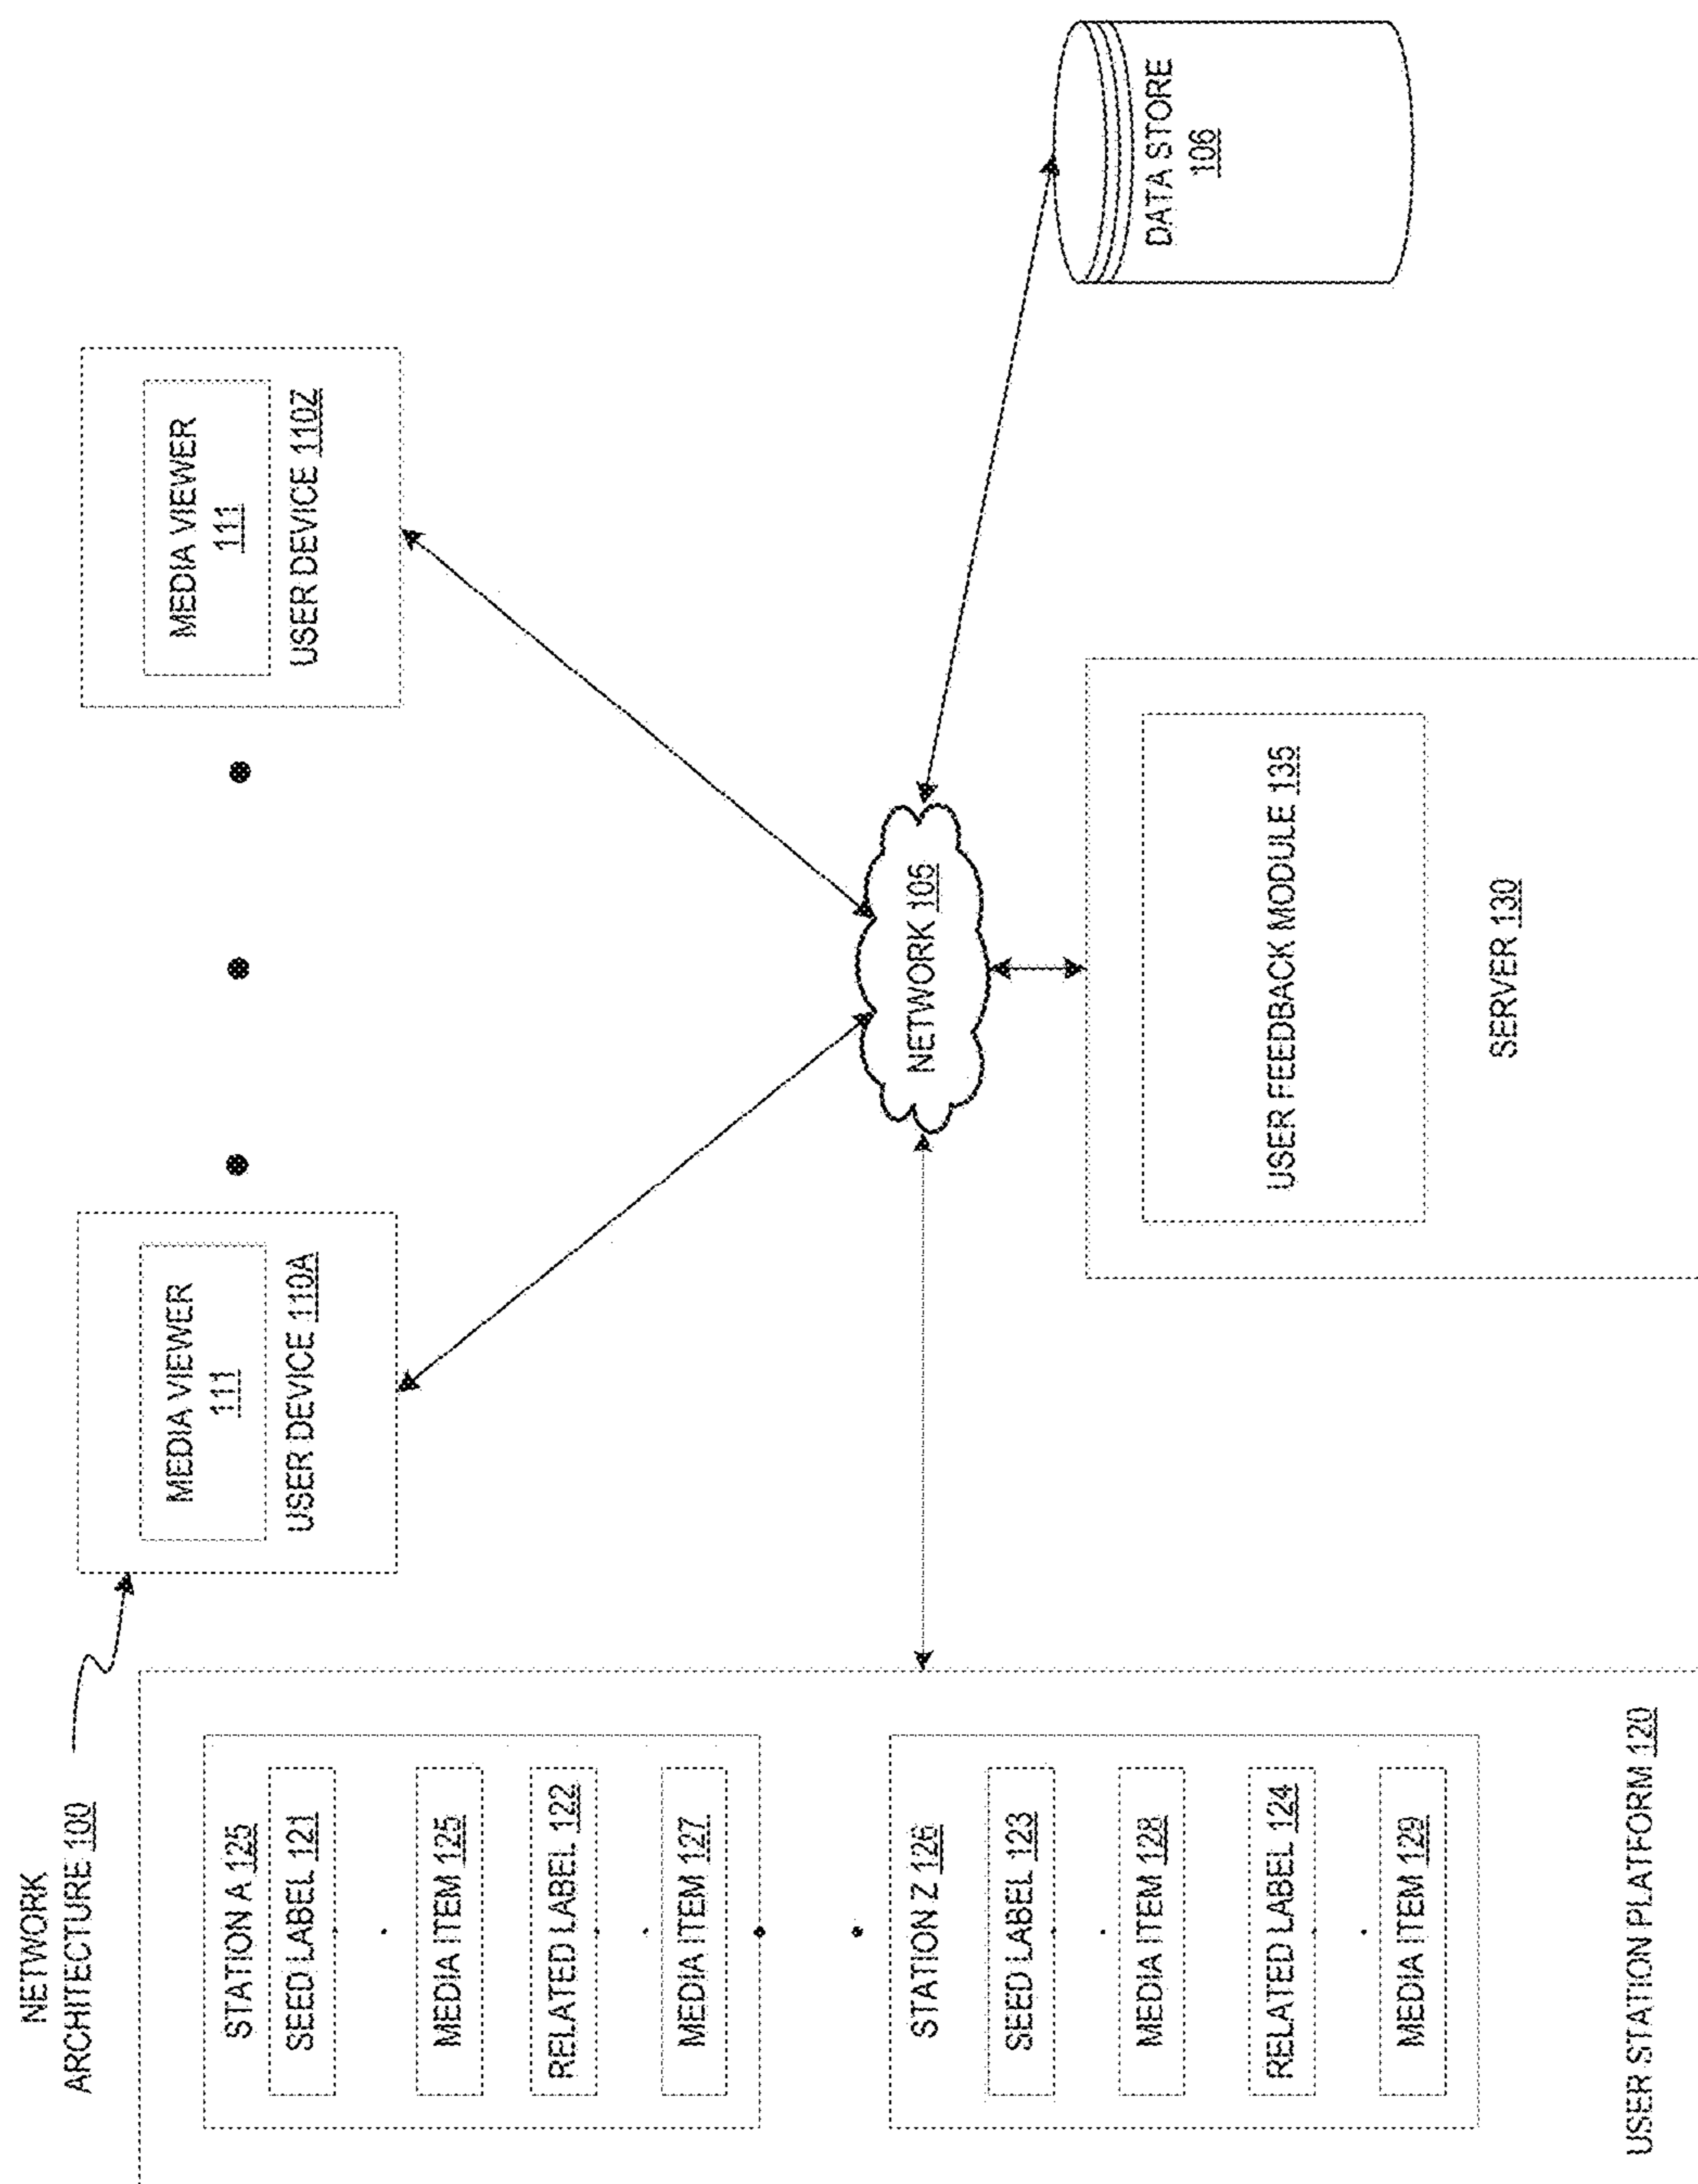 NETWORK
ARCHITECTURE 100
MEDIA VIEWER
111
USER DEVICE 110A
MEDIA VIEWER
111
USER DEVICE 110Z
STATION A 125
SEED LABEL 121
MEDIA ITEM 125
RELATED LABEL 122
MEDIA ITEM 127
STATION Z 126
SEED LABEL 123
MEDIA ITEM 128
RELATED LABEL 124
MEDIA ITEM 129
USER STATION PLATFORM 120
NETWORK 105
USER FEEDBACK MODULE 135
SERVER 130
DATA STORE
106